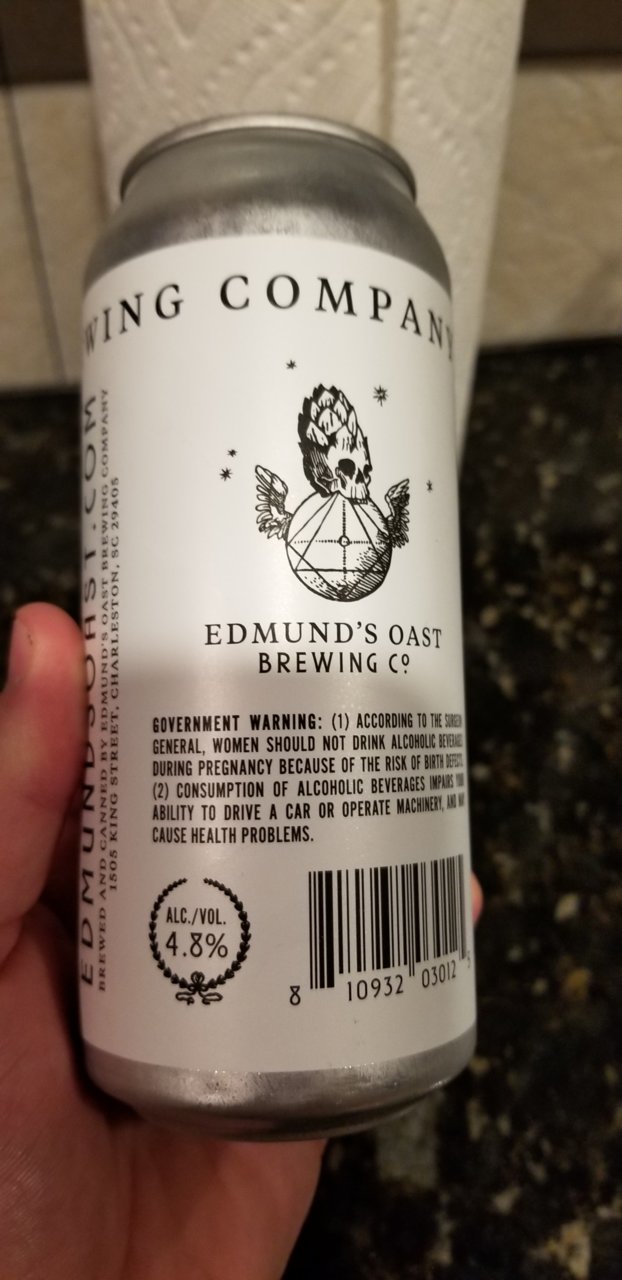 WING COMPANY
EDMUND'S OAST
BREWING Cº
GOVERNMENT WARNING: (1) ACCORDING TO THE SURGEON
GENERAL, WOMEN SHOULD NOT DRINK ALCOHOLIC BEVERAGES
DURING PREGNANCY BECAUSE OF THE RISK OF BIRTH DEFECTS.
(2) CONSUMPTION OF ALCOHOLIC BEVERAGES IMPAIRS YOUR
ABILITY TO DRIVE A CAR OR OPERATE MACHINERY, AND MAY
CAUSE HEALTH PROBLEMS.
ALC./VOL.
4.8%
8 10932 03012 5
EDMUNDSOAST.COM
BREWED AND CANNED BY EDMUND'S OAST BREWING COMPANY
1505 KING STREET, CHARLESTON, SC 29405